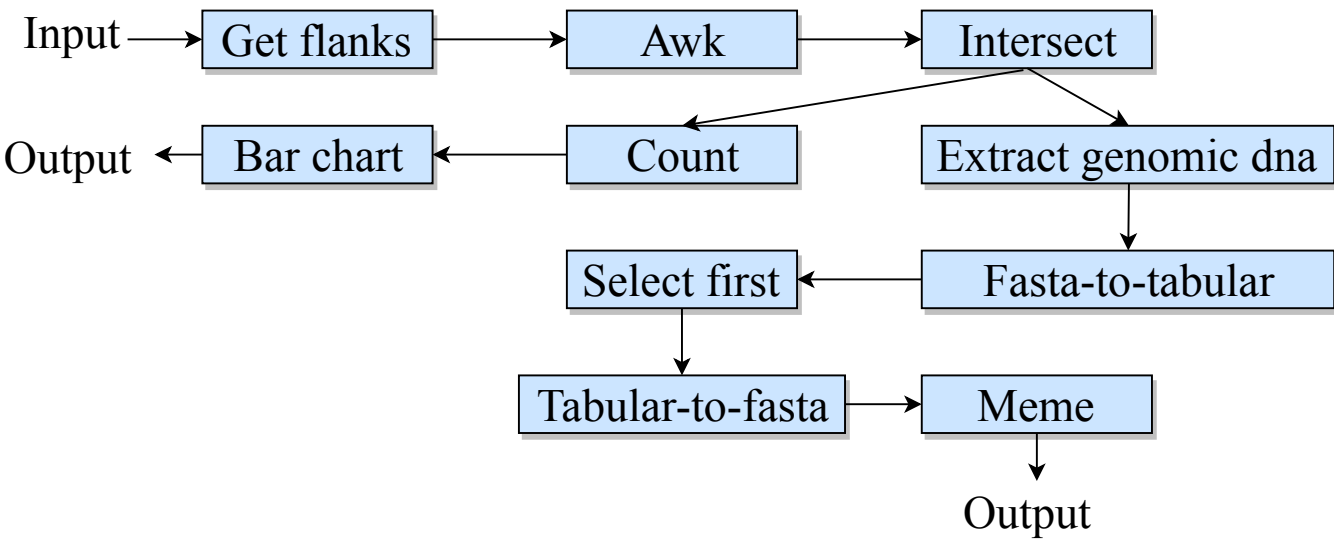 Input
Get flanks
Awk
Intersect
Output
Bar chart
Count
Extract genomic dna
Select first
Fasta-to-tabular
Tabular-to-fasta
Meme
Output